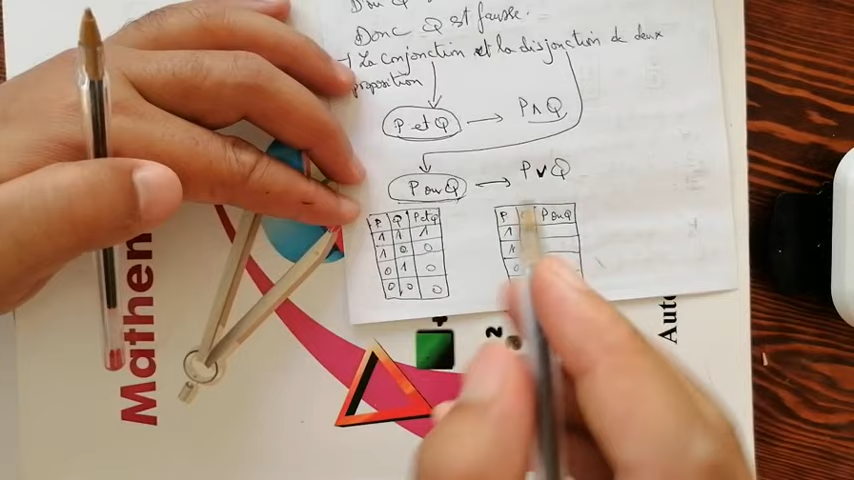 Donc Q est fausse.
→ La conjonction et la disjonction de deux
proposition
P et Q → P∧Q
P ou Q → P∨Q
P Q P et Q
1 1 1
1 0 0
0 1 0
0 0 0
P P ou Q
1
1
0
Mathem
Auto
2